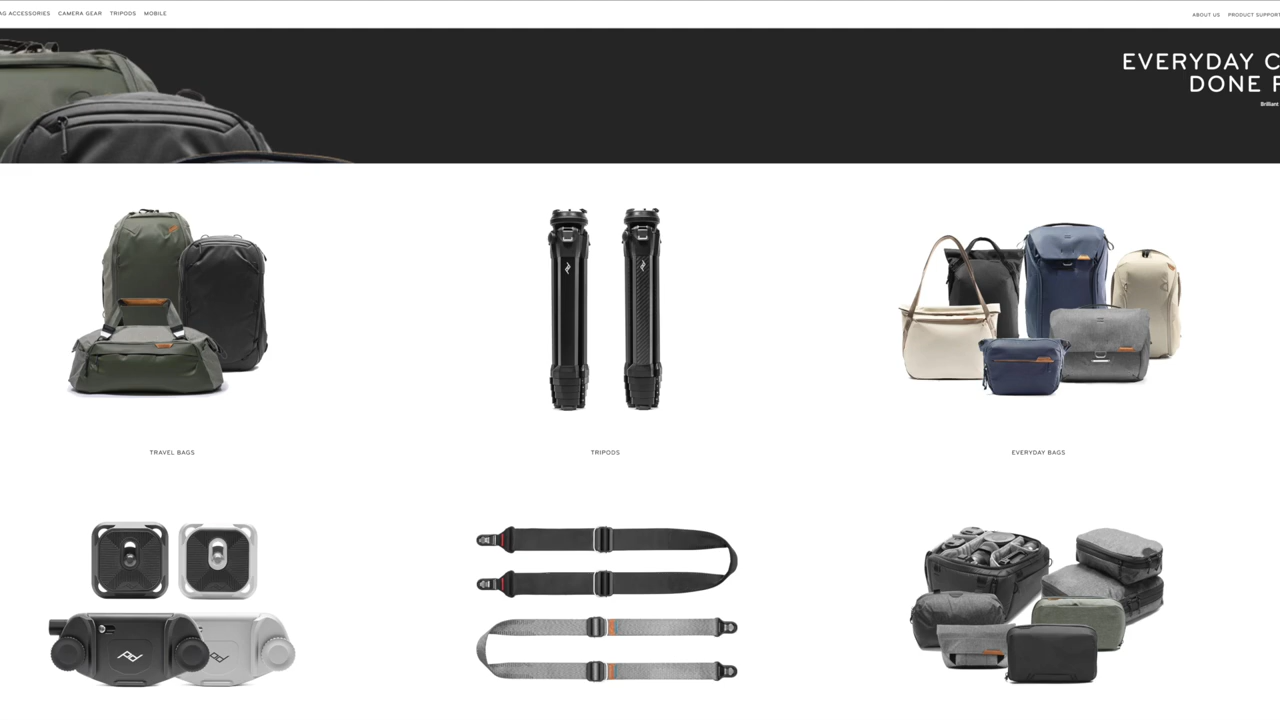 AG ACCESSORIES CAMERA GEAR TRIPODS MOBILE
ABOUT US PRODUCT SUPPORT
EVERYDAY C
DONE
Brilliant
TRAVEL BAGS
TRIPODS
EVERYDAY BAGS